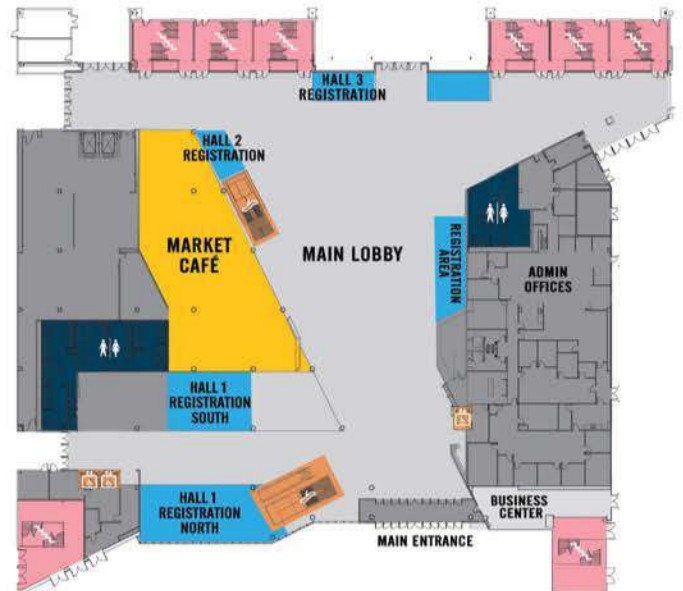 HALL 3
REGISTRATION
HALL 2
REGISTRATION
MARKET
CAFÉ
MAIN LOBBY
REGISTRATION
AREA
ADMIN
OFFICES
HALL 1
REGISTRATION
SOUTH
HALL 1
REGISTRATION
NORTH
BUSINESS
CENTER
MAIN ENTRANCE